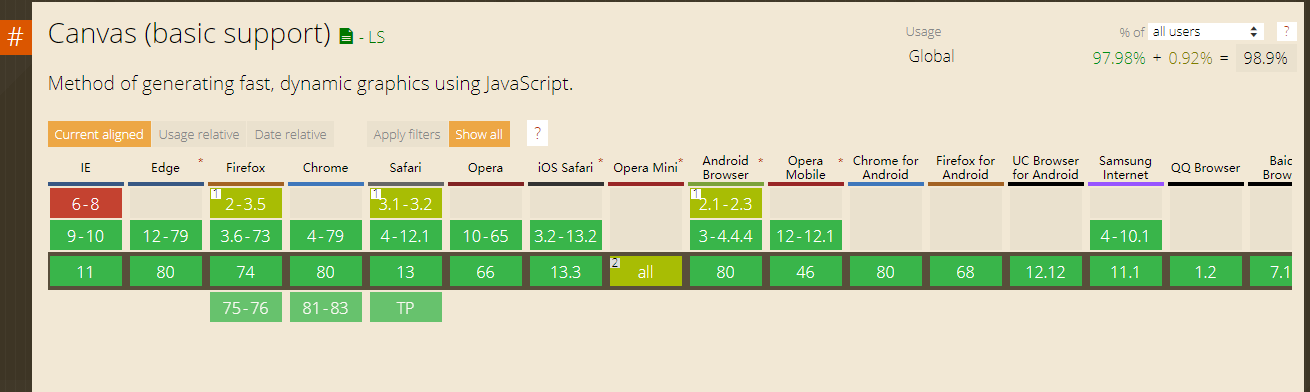 #
Canvas (basic support) - LS
Usage % of all users ?
Global 97.98% + 0.92% = 98.9%
Method of generating fast, dynamic graphics using JavaScript.
Current aligned Usage relative Date relative Apply filters Show all ?
IE Edge * Firefox Chrome Safari Opera iOS Safari * Opera Mini * Android Browser * Opera Mobile * Chrome for Android Firefox for Android UC Browser for Android Samsung Internet QQ Browser
6-8 1 2-3.5 1 3.1-3.2 1 2.1-2.3
9-10 12-79 3.6-73 4-79 4-12.1 10-65 3.2-13.2 3-4.4.4 12-12.1 4-10.1
11 80 74 80 13 66 13.3 2 all 80 46 80 68 12.12 11.1 1.2 7.1
75-76 81-83 TP